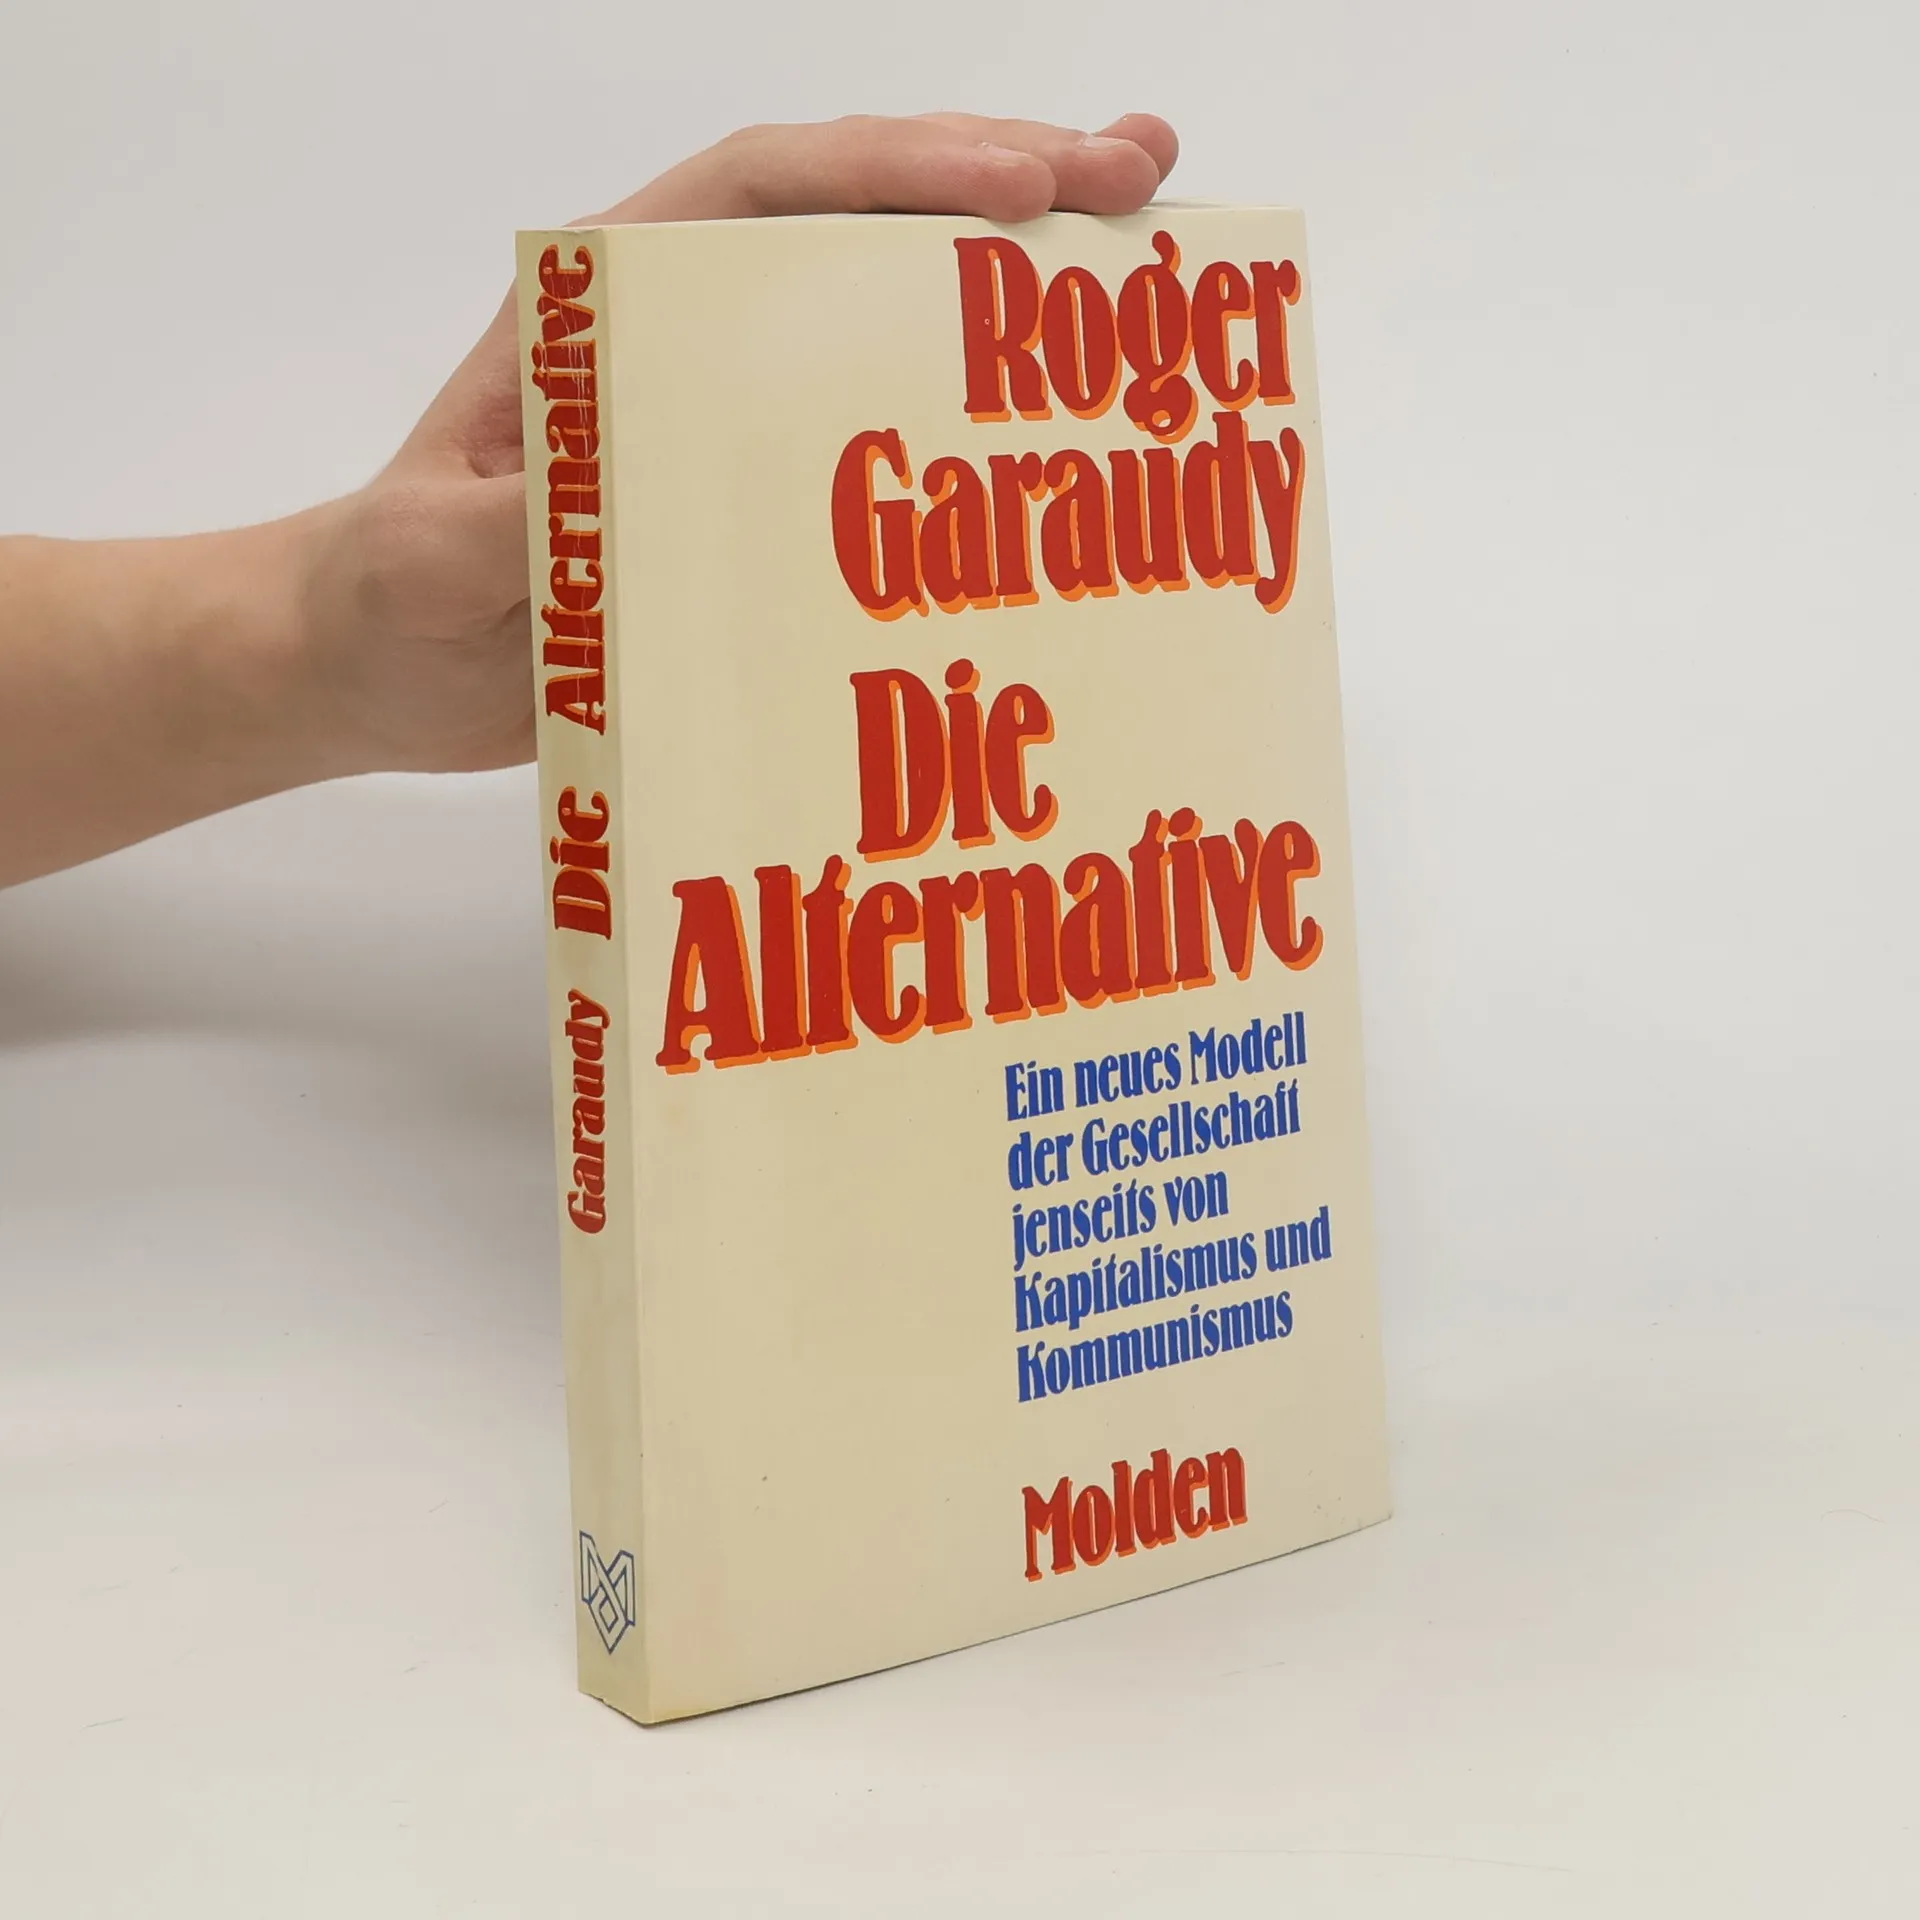 Garaudy Die Alternative
Roger
Garaudy
Die
Alternative
Ein neues Modell
der Gesellschaft
jenseits von
Kapitalismus und
Kommunismus
Molden